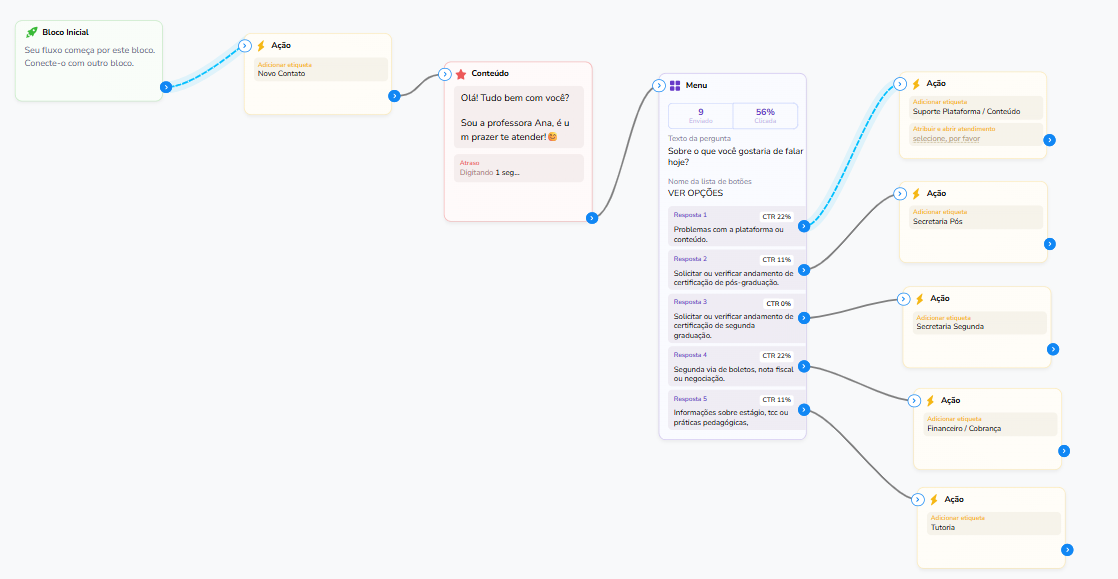 Bloco Inicial
Seu fluxo começa por este bloco.
Conecte-o com outro bloco.
Ação
Adicionar etiqueta
Novo Contato
Conteúdo
Olá! Tudo bem com você?
Sou a professora Ana, é u
m prazer te atender!😊
Atraso
Digitando 1 seg...
Menu
9
Enviado
56%
Clicado
Texto da pergunta
Sobre o que você gostaria de falar
hoje?
Nome da lista de botões
VER OPÇÕES
Resposta 1
CTR 22%
Problemas com a plataforma ou
conteúdo.
Resposta 2
CTR 11%
Solicitar ou verificar andamento de
certificação de pós-graduação.
Resposta 3
CTR 0%
Solicitar ou verificar andamento de
certificação de segunda
graduação.
Resposta 4
CTR 22%
Segunda via de boletos, nota fiscal
ou negociação.
Resposta 5
CTR 11%
Informações sobre estágio, tcc ou
práticas pedagógicas,
Ação
Adicionar etiqueta
Suporte Plataforma / Conteúdo
Atribuir e abrir atendimento
selecione, por favor
Ação
Adicionar etiqueta
Secretaria Pós
Ação
Adicionar etiqueta
Secretaria Segunda
Ação
Adicionar etiqueta
Financeiro / Cobrança
Ação
Adicionar etiqueta
Tutoria